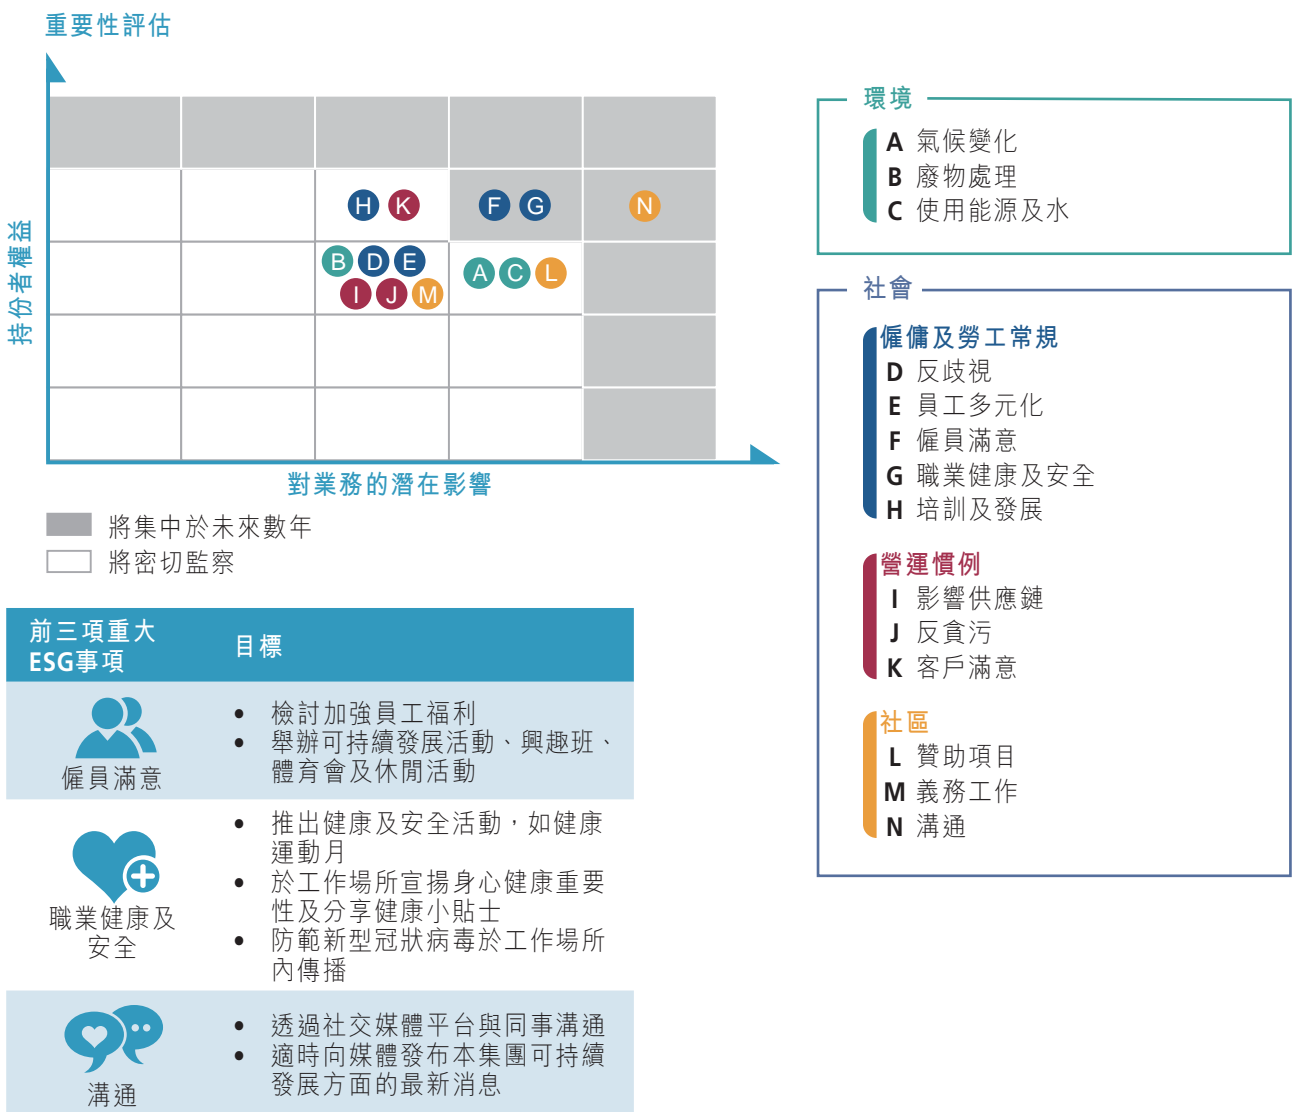 重要性評估
持份者權益
H K F G N
B D E A C L
I J M
對業務的潛在影響
將集中於未來數年
將密切監察
前三項重大
ESG事項
目標
僱員滿意
• 檢討加強員工福利
• 舉辦可持續發展活動、興趣班、
體育會及休閒活動
職業健康及
安全
• 推出健康及安全活動，如健康
運動月
• 於工作場所宣揚身心健康重要
性及分享健康小貼士
• 防範新型冠狀病毒於工作場所
內傳播
溝通
• 透過社交媒體平台與同事溝通
• 適時向媒體發布本集團可持續
發展方面的最新消息
環境
A 氣候變化
B 廢物處理
C 使用能源及水
社會
僱傭及勞工常規
D 反歧視
E 員工多元化
F 僱員滿意
G 職業健康及安全
H 培訓及發展
營運慣例
I 影響供應鏈
J 反貪污
K 客戶滿意
社區
L 贊助項目
M 義務工作
N 溝通